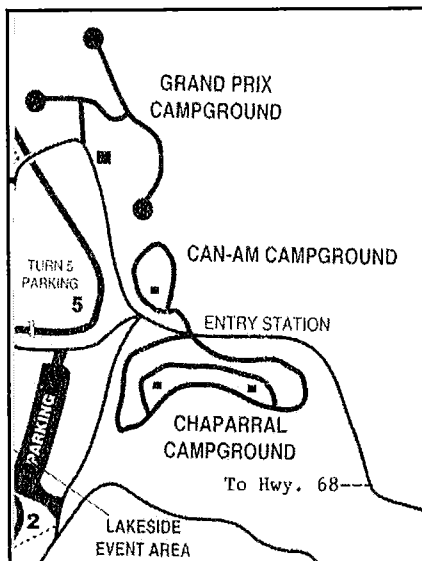 GRAND PRIX
CAMPGROUND
CAN-AM CAMPGROUND
TURN 5
PARKING
5
ENTRY STATION
PARKING
CHAPARRAL
CAMPGROUND
To Hwy. 68--
2
LAKESIDE
EVENT AREA